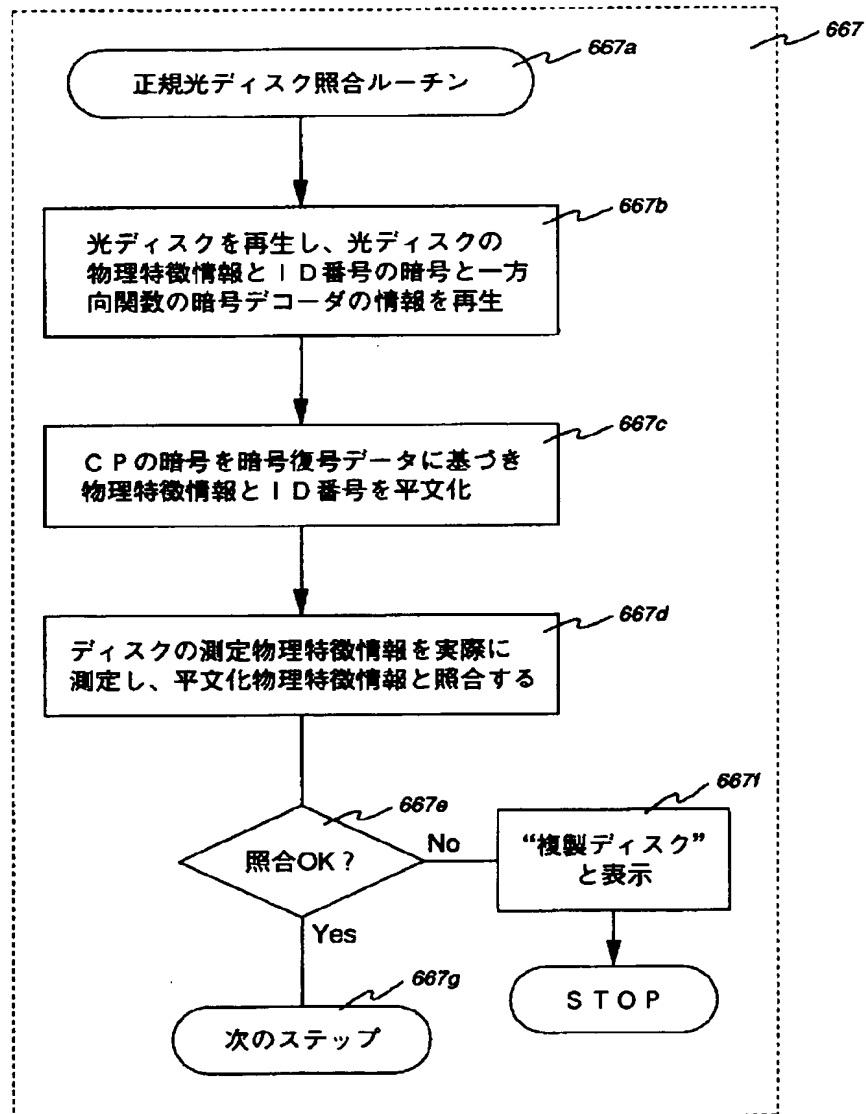 667
667a
正規光ディスク照合ルーチン
667b
光ディスクを再生し、光ディスクの
物理特徴情報とID番号の暗号と一方
向関数の暗号デコーダの情報を再生
667c
CPの暗号を暗号復号データに基づき
物理特徴情報とID番号を平文化
667d
ディスクの測定物理特徴情報を実際に
測定し、平文化物理特徴情報と照合する
667e
照合OK?
No
667f
“複製ディスク”
と表示
Yes
667g
次のステップ
STOP